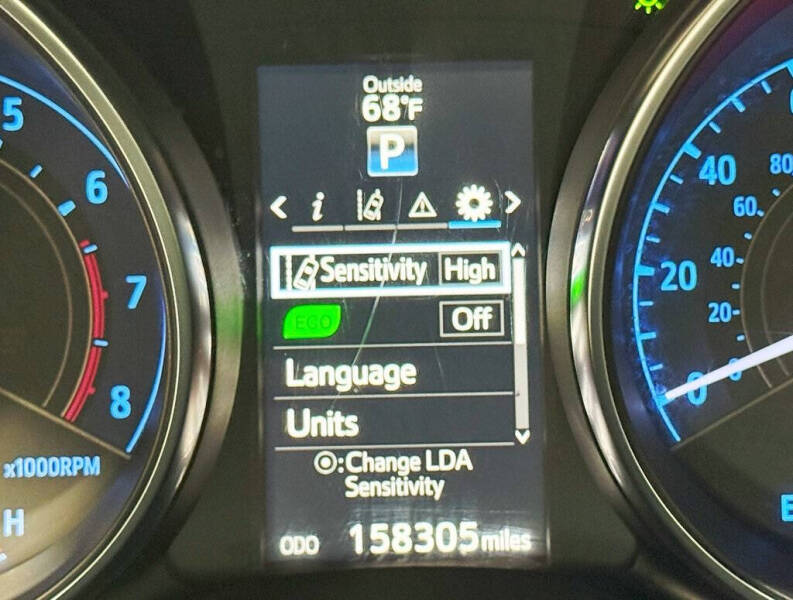 Outside
68°F
P
< i >
Sensitivity High
ECO Off
Language
Units
⦿:Change LDA
Sensitivity
ODO 158305 miles
5
6
7
8
x1000RPM
H
40
20
0
80
60
40
20
0
E